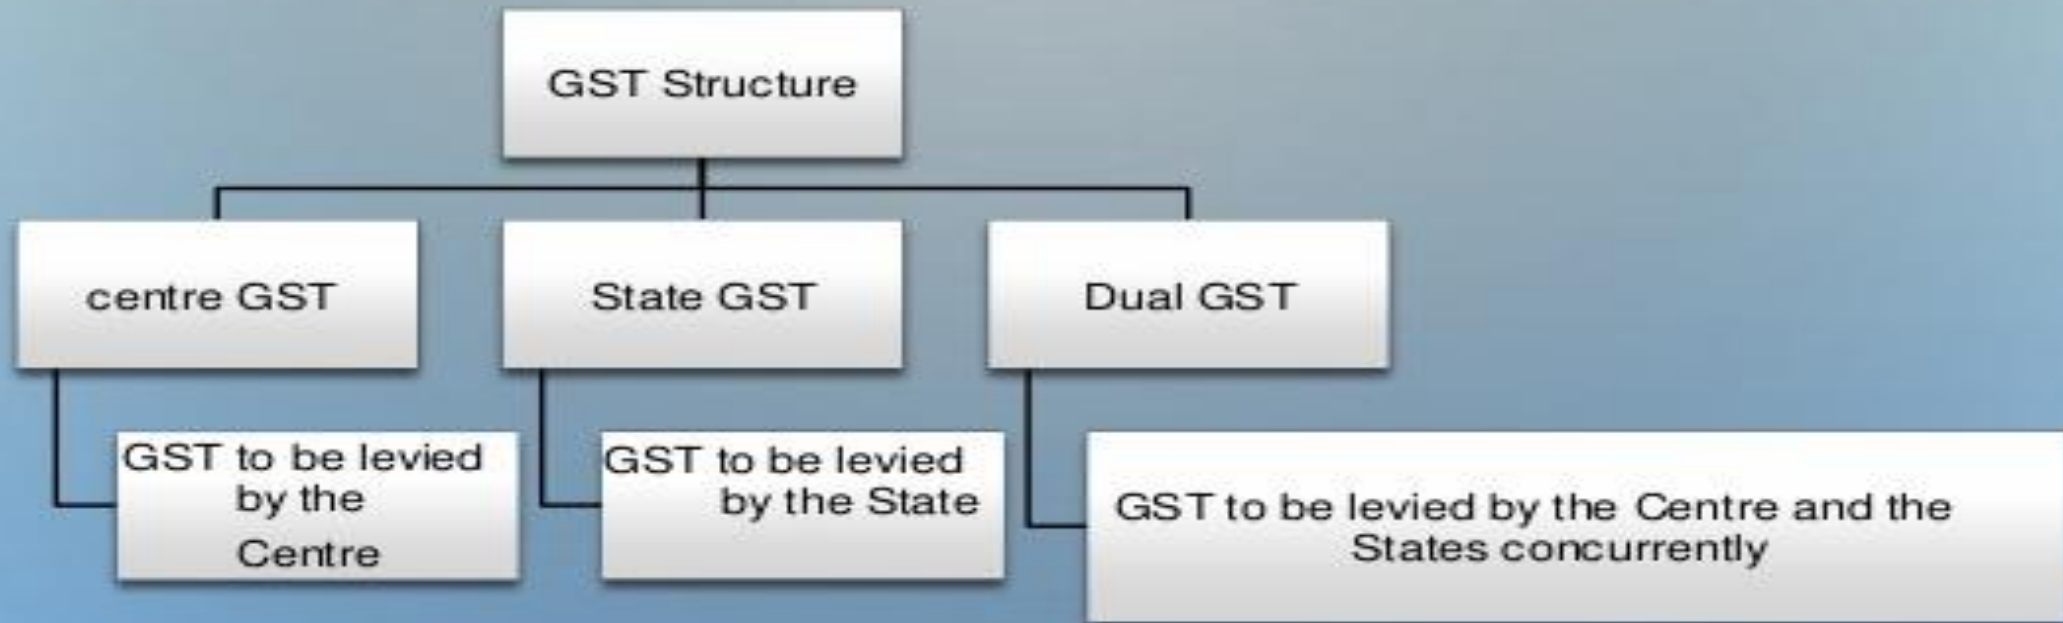 GST Structure
centre GST
State GST
Dual GST
GST to be levied
by the
Centre
GST to be levied
by the State
GST to be levied by the Centre and the
States concurrently